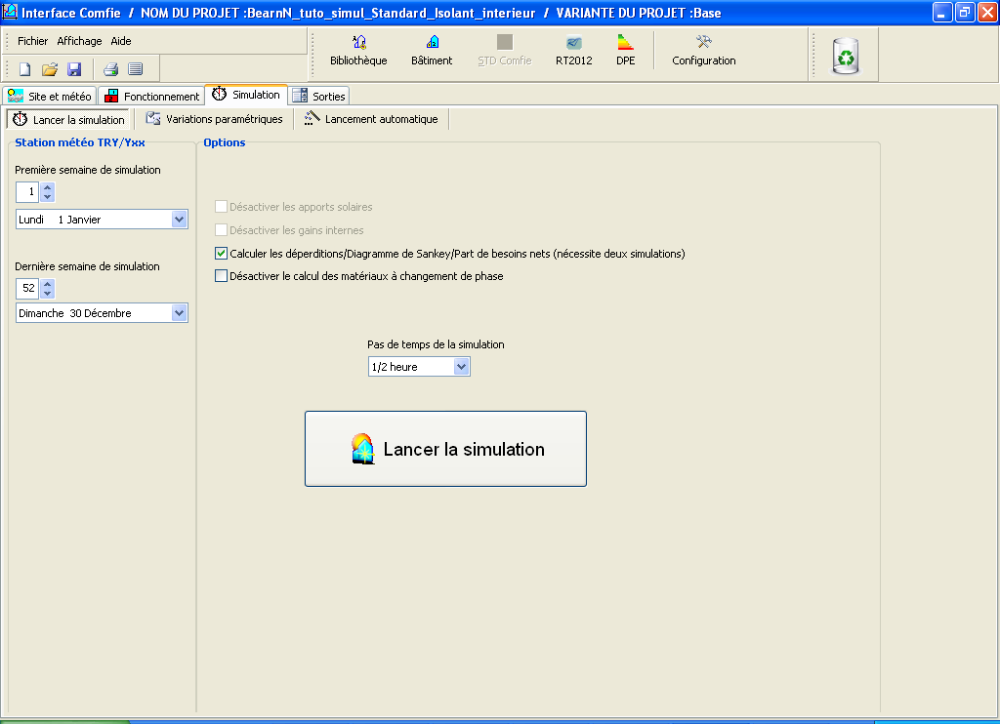 Interface Comfie / NOM DU PROJET :BearnN_tuto_simul_Standard_Isolant_interieur / VARIANTE DU PROJET :Base
Fichier Affichage Aide
Bibliothèque Bâtiment STD Comfie RT2012 DPE Configuration
Site et météo Fonctionnement Simulation Sorties
Lancer la simulation Variations paramétriques Lancement automatique
Station météo TRY/Yxx
Première semaine de simulation
1
Lundi 1 Janvier
Dernière semaine de simulation
52
Dimanche 30 Décembre
Options
Désactiver les apports solaires
Désactiver les gains internes
Calculer les déperditions/Diagramme de Sankey/Part de besoins nets (nécessite deux simulations)
Désactiver le calcul des matériaux à changement de phase
Pas de temps de la simulation
1/2 heure
Lancer la simulation